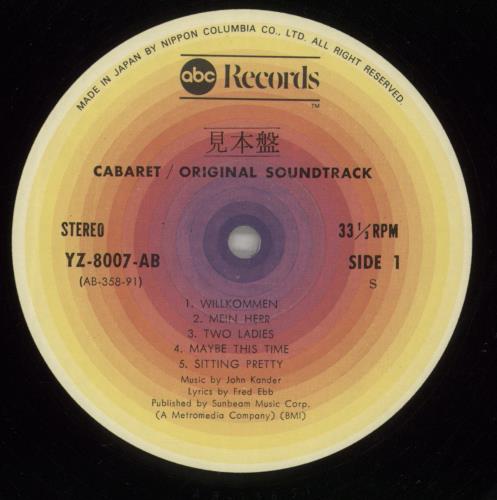 MADE IN JAPAN BY NIPPON COLUMBIA CO., LTD. ALL RIGHT RESERVED.
abc Records
TM
見本盤
CABARET / ORIGINAL SOUNDTRACK
STEREO 33 1/3 RPM
YZ-8007-AB SIDE 1
(AB-358-91) S
1. WILLKOMMEN
2. MEIN HERR
3. TWO LADIES
4. MAYBE THIS TIME
5. SITTING PRETTY
Music by John Kander
Lyrics by Fred Ebb
Published by Sunbeam Music Corp.
(A Metromedia Company) (BMI)